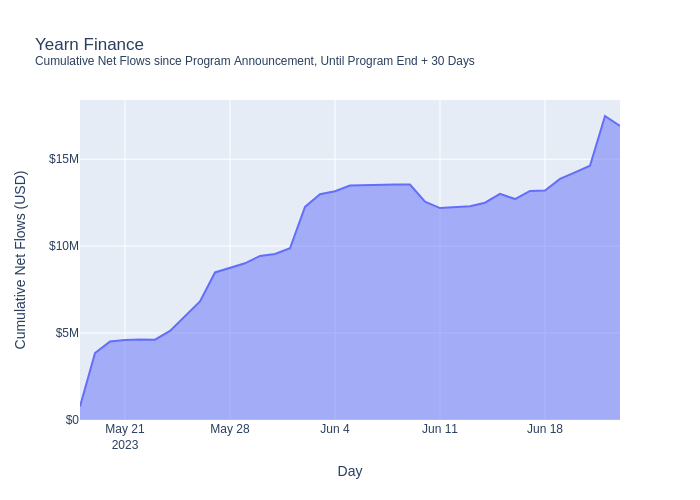 Yearn Finance
Cumulative Net Flows since Program Announcement, Until Program End + 30 Days
Cumulative Net Flows (USD)
$15M
$10M
$5M
$0
May 21
2023
May 28
Jun 4
Jun 11
Jun 18
Day